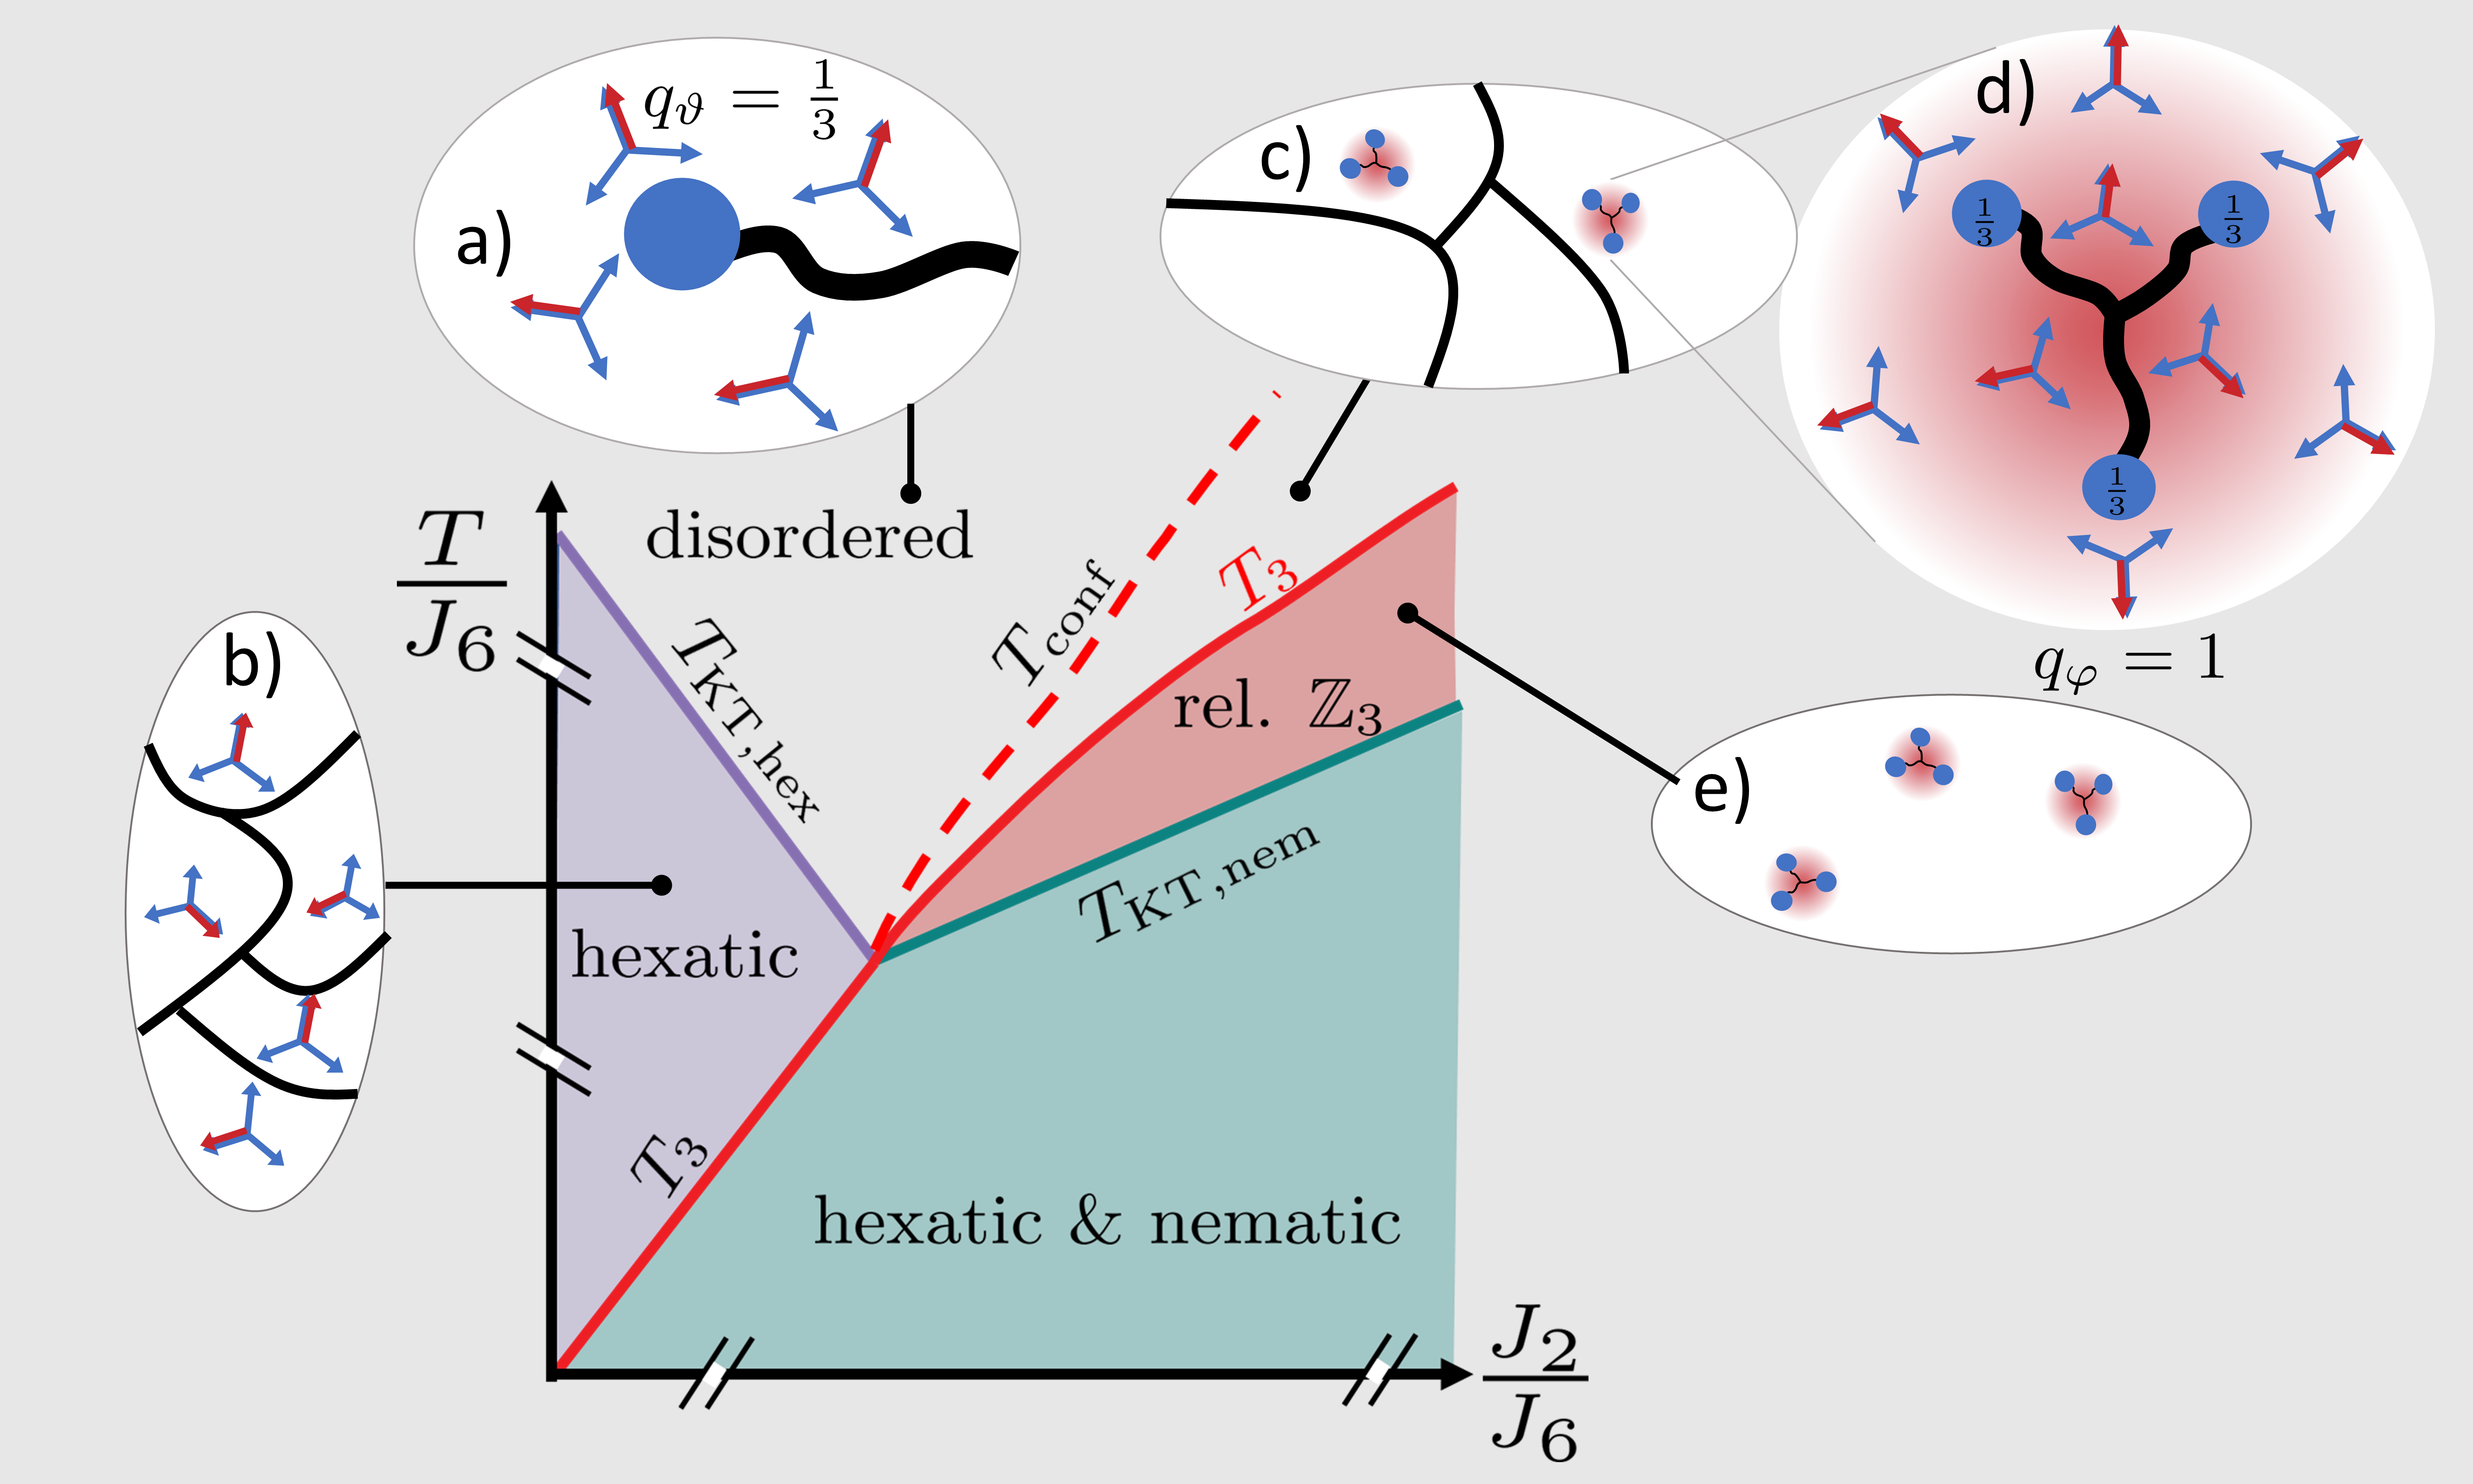 a)
q_ϑ = 1/3
c)
d)
1/3
1/3
1/3
q_φ = 1
b)
T/J_6
disordered
T_KT,hex
T_conf
T_3
rel. ℤ_3
hexatic
T_KT,nem
e)
T_3
hexatic & nematic
J_2/J_6